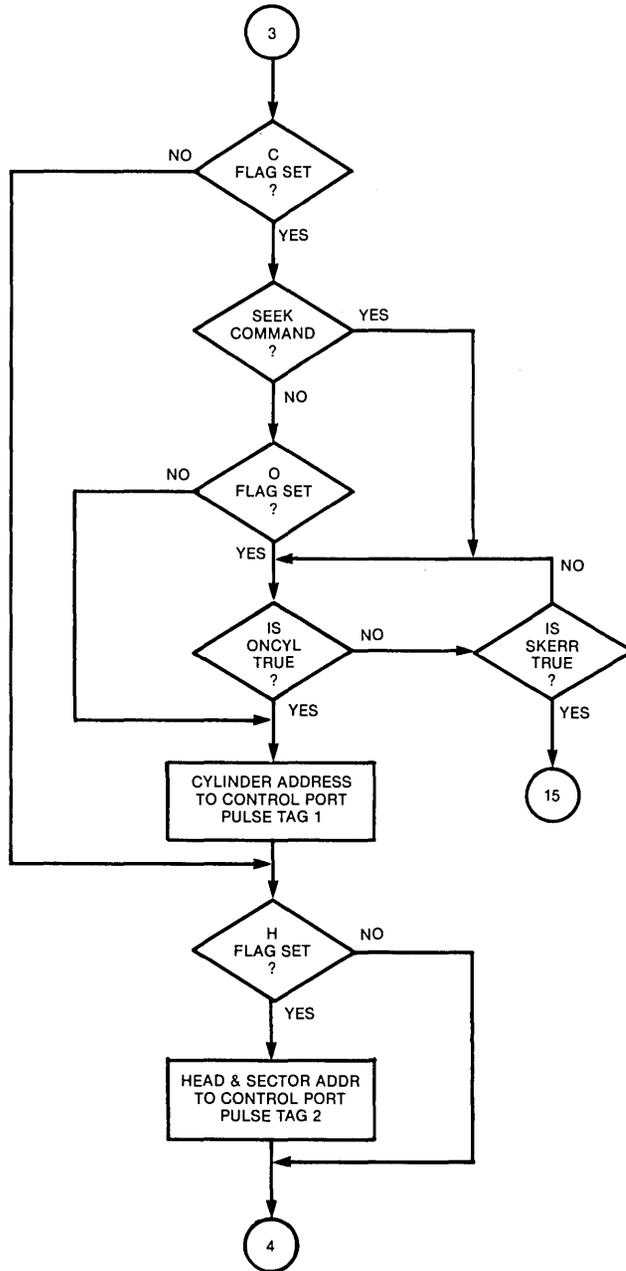 3
C
FLAG SET
?
NO
YES
SEEK
COMMAND
?
YES
NO
O
FLAG SET
?
NO
YES
NO
IS
ONCYL
TRUE
?
NO
YES
IS
SKERR
TRUE
?
YES
15
CYLINDER ADDRESS
TO CONTROL PORT
PULSE TAG 1
H
FLAG SET
?
NO
YES
HEAD & SECTOR ADDR
TO CONTROL PORT
PULSE TAG 2
4